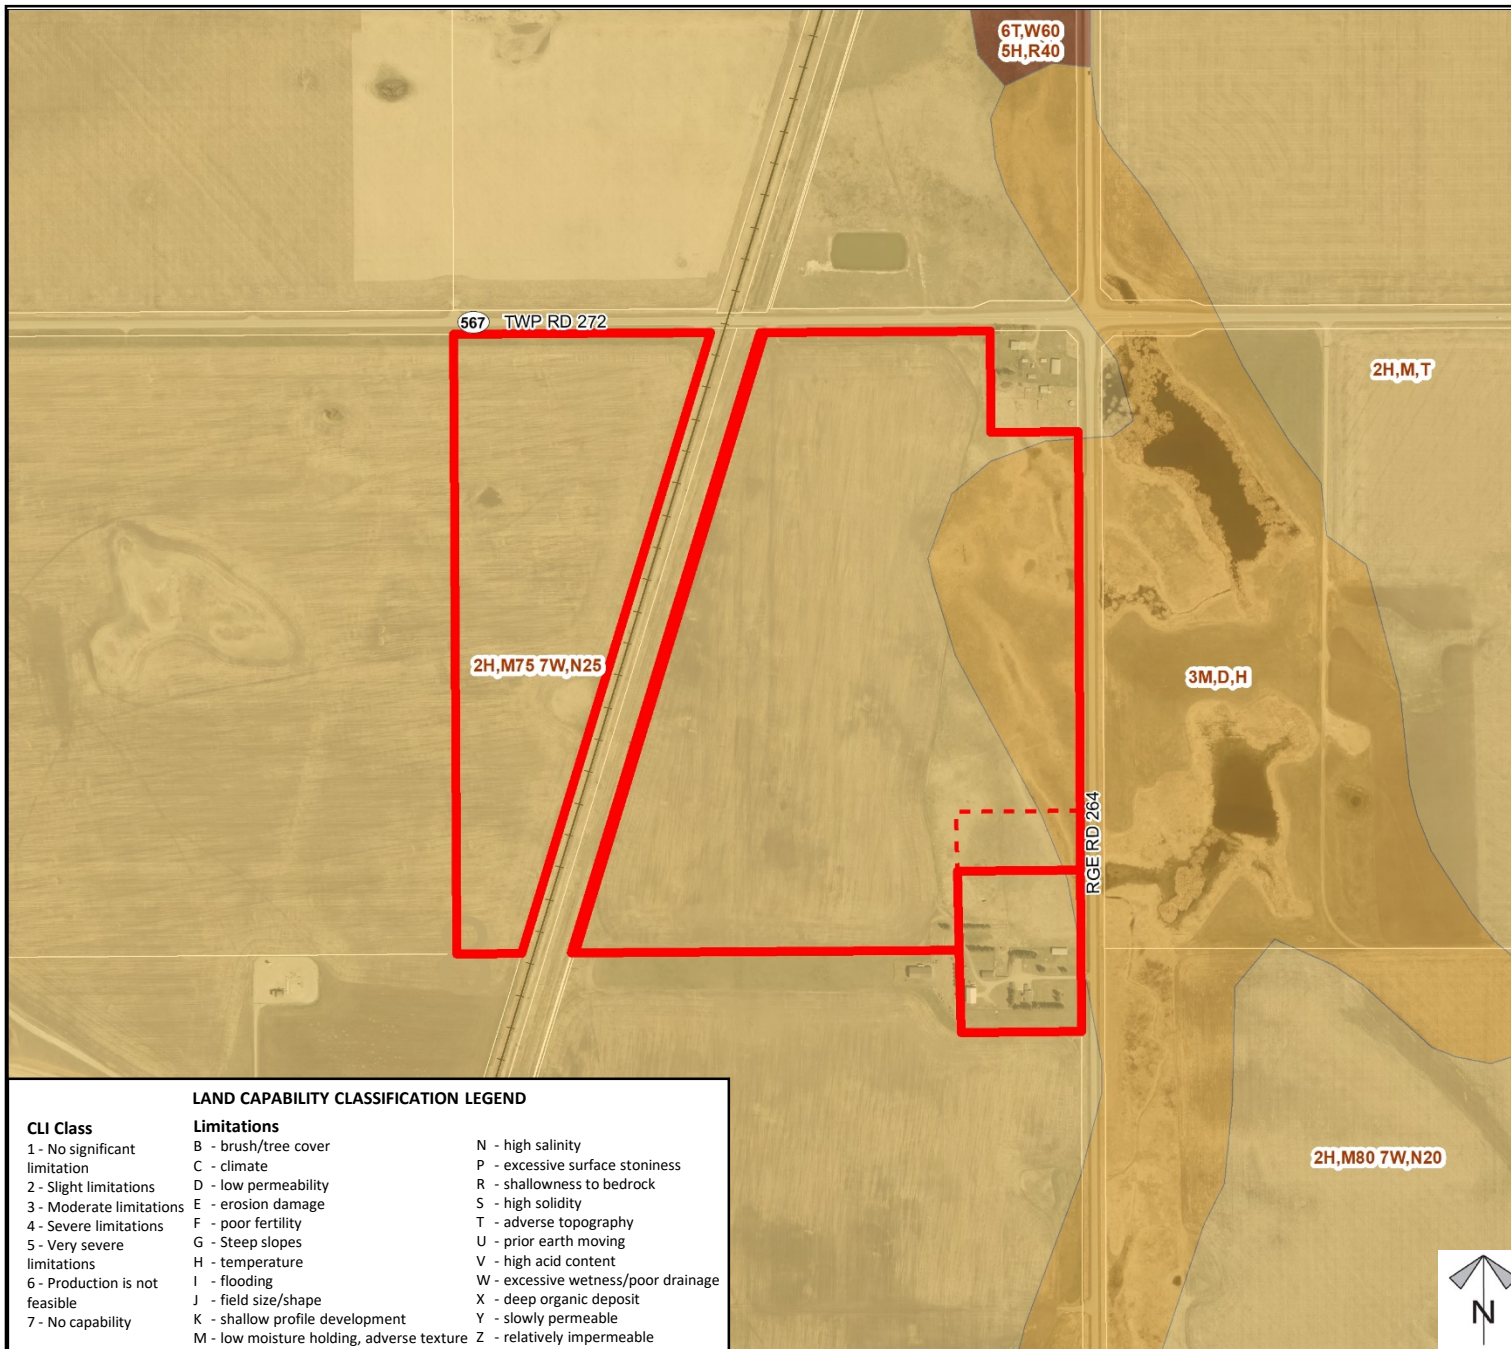 6T,W60
5H,R40
567 TWP RD 272
2H,M,T
2H,M75 7W,N25
3M,D,H
RGE RD 264
2H,M80 7W,N20
LAND CAPABILITY CLASSIFICATION LEGEND
CLI Class
1 - No significant
limitation
2 - Slight limitations
3 - Moderate limitations
4 - Severe limitations
5 - Very severe
limitations
6 - Production is not
feasible
7 - No capability
Limitations
B - brush/tree cover
C - climate
D - low permeability
E - erosion damage
F - poor fertility
G - Steep slopes
H - temperature
I - flooding
J - field size/shape
K - shallow profile development
M - low moisture holding, adverse texture
N - high salinity
P - excessive surface stoniness
R - shallowness to bedrock
S - high solidity
T - adverse topography
U - prior earth moving
V - high acid content
W - excessive wetness/poor drainage
X - deep organic deposit
Y - slowly permeable
Z - relatively impermeable
N